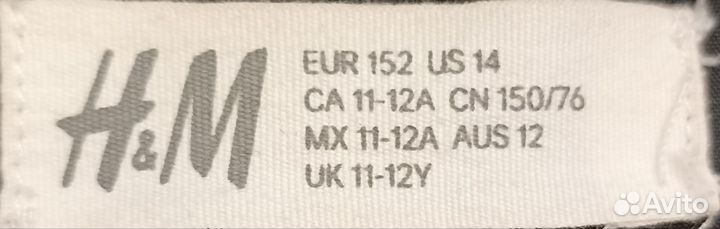 H&M
EUR 152 US 14
CA 11-12A CN 150/76
MX 11-12A AUS 12
UK 11-12Y
Avito